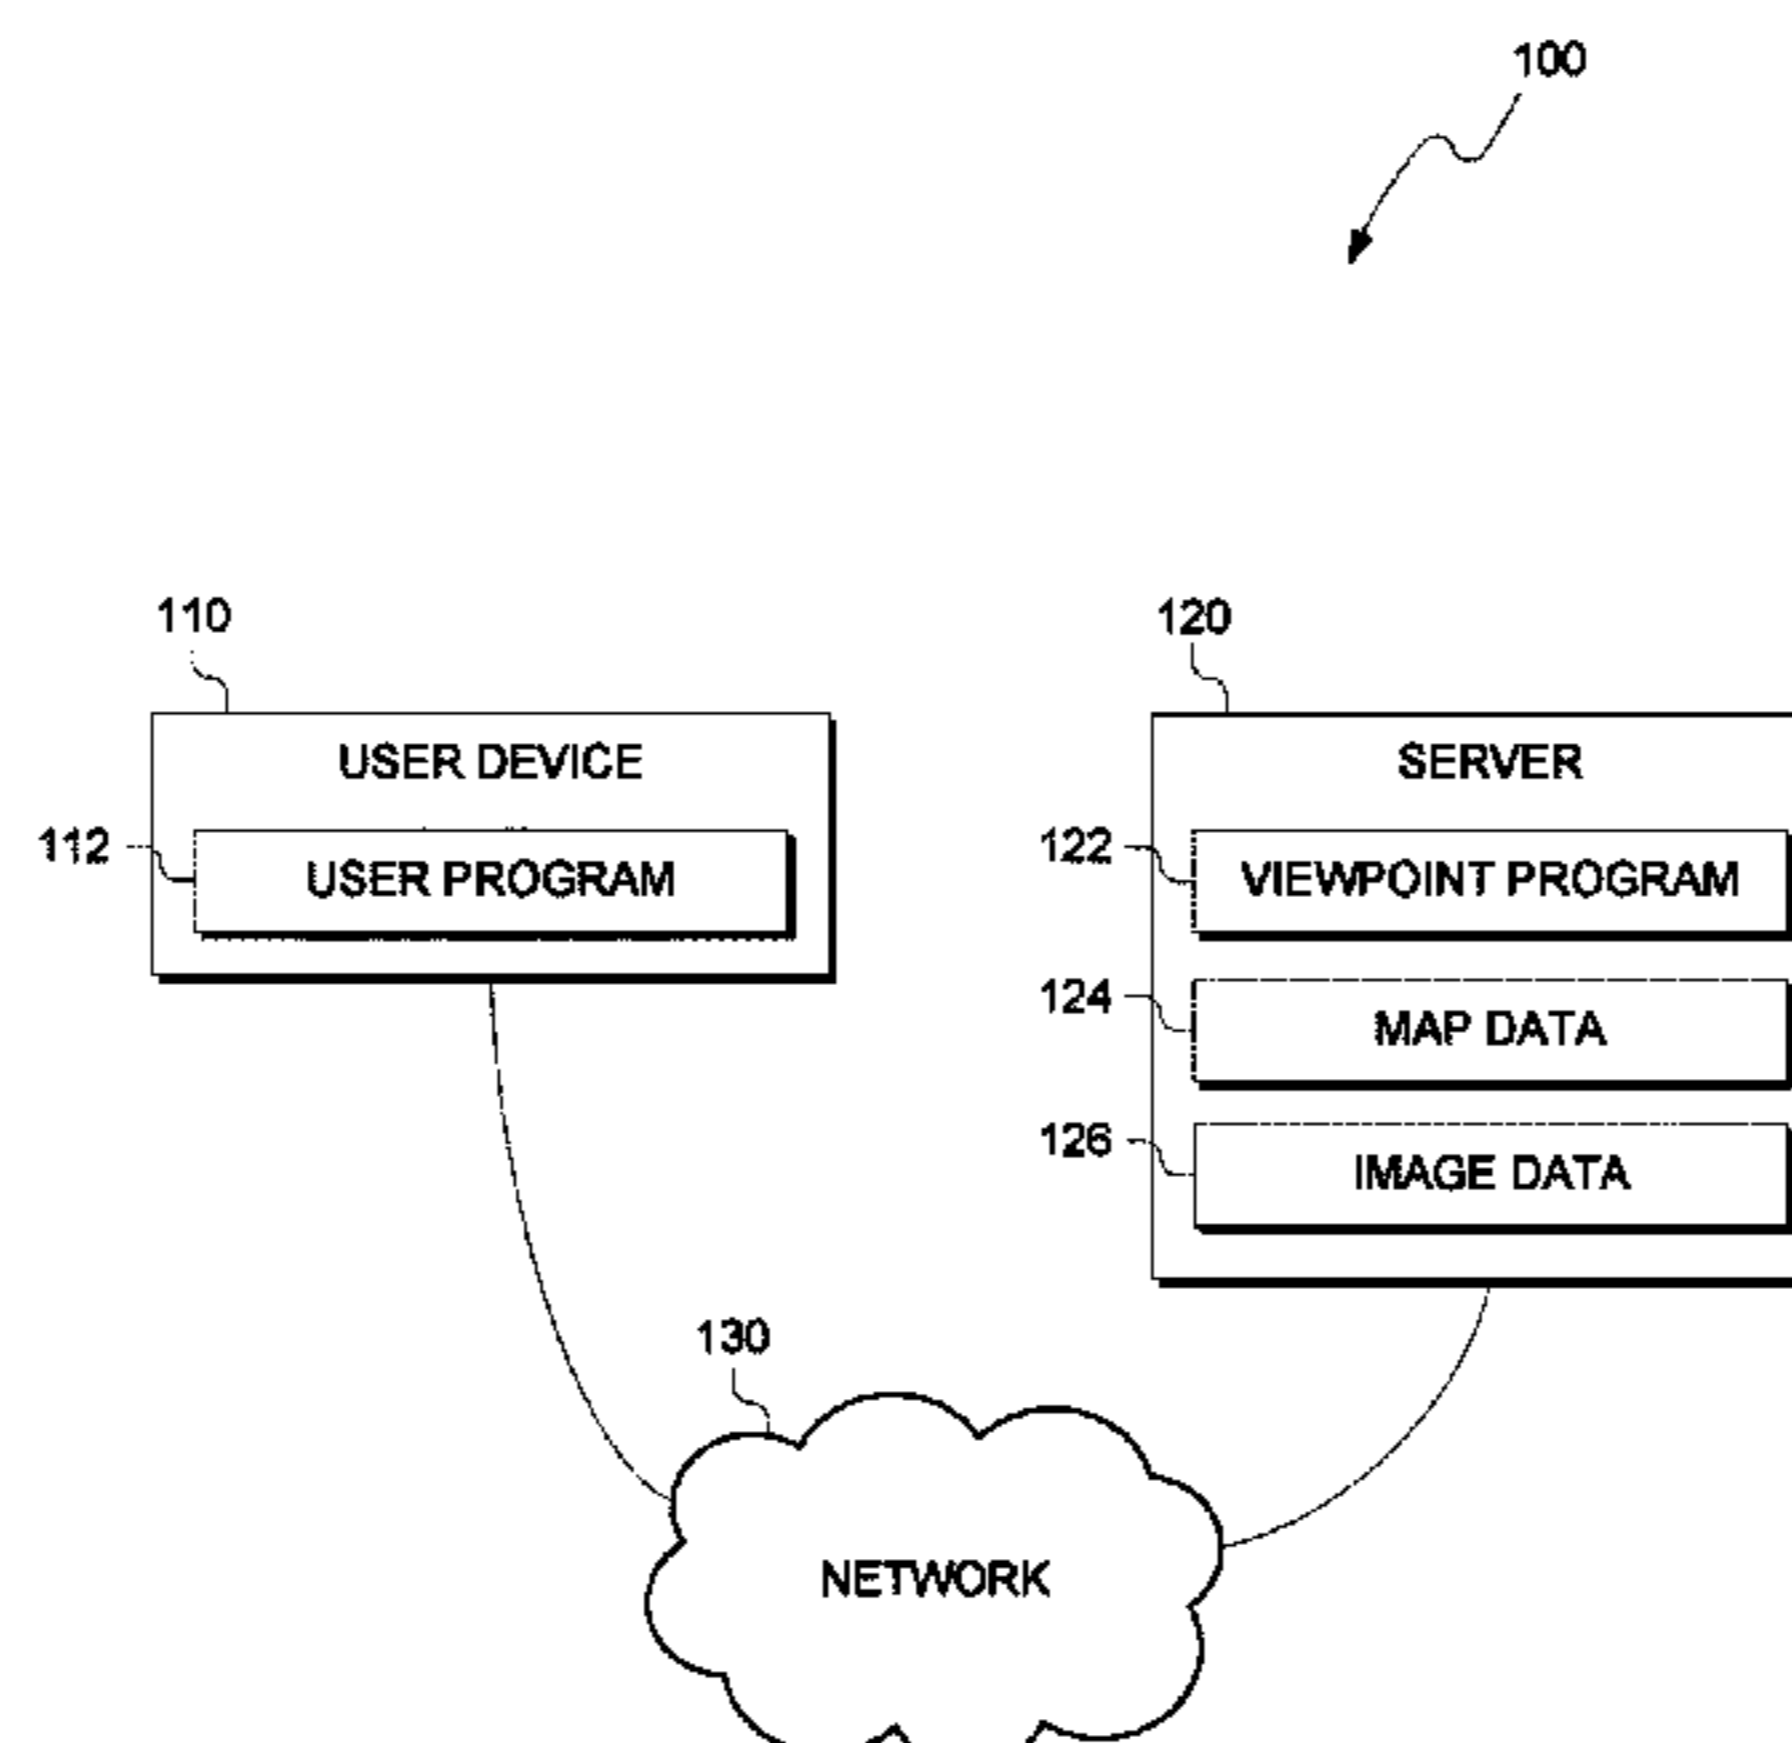 100
110
120
USER DEVICE
SERVER
112
USER PROGRAM
122
VIEWPOINT PROGRAM
124
MAP DATA
126
IMAGE DATA
130
NETWORK